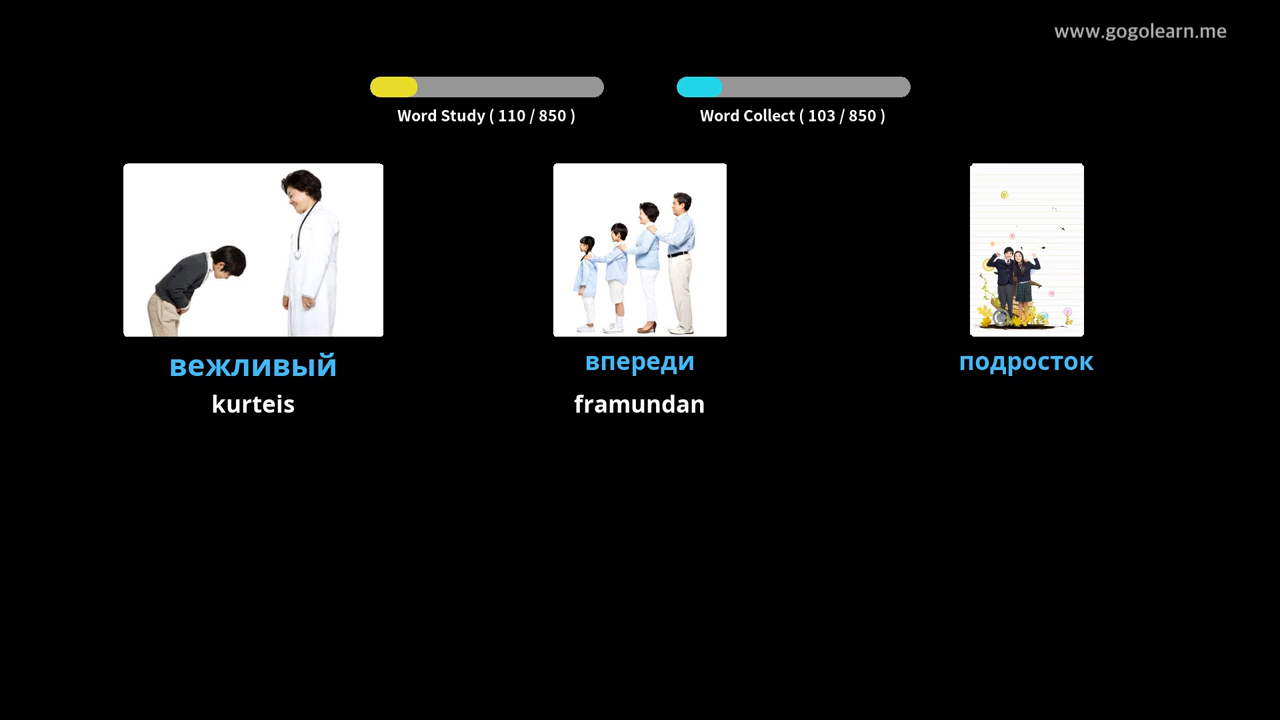 www.gogolearn.me
Word Study ( 110 / 850 )
Word Collect ( 103 / 850 )
вежливый
kurteis
впереди
framundan
подросток